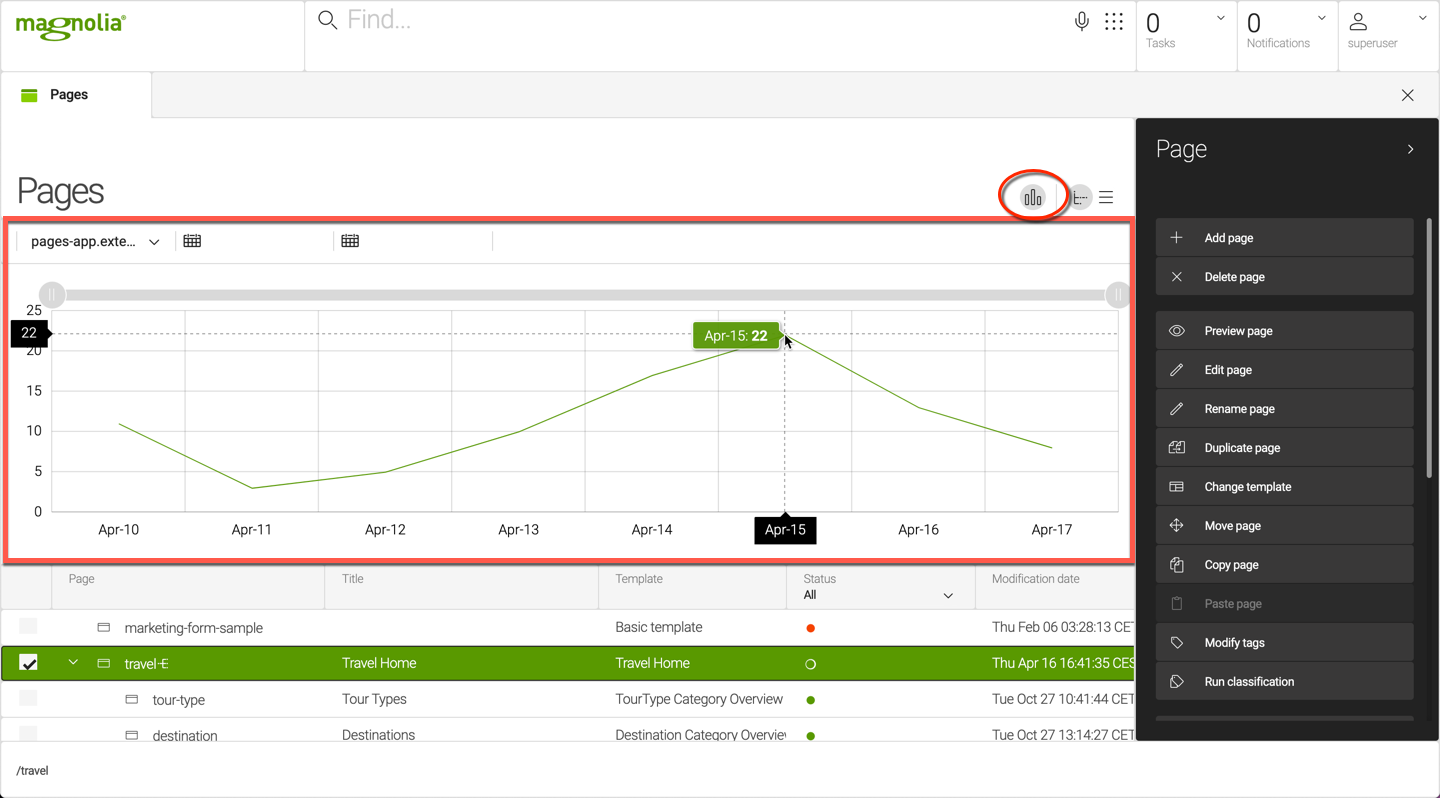 magnolia®
Find...
0
Tasks
0
Notifications
superuser
Pages
Pages
pages-app.exte...
25
22
20
15
10
5
0
Apr-15: 22
Apr-10 Apr-11 Apr-12 Apr-13 Apr-14 Apr-15 Apr-16 Apr-17
Page Title Template Status Modification date
All
marketing-form-sample Basic template Thu Feb 06 03:28:13 CET
travel Travel Home Travel Home Thu Apr 16 16:41:35 CES
tour-type Tour Types TourType Category Overview Tue Oct 27 10:41:44 CET
destination Destinations Destination Category Overview Tue Oct 27 13:14:27 CET
/travel
Page
Add page
Delete page
Preview page
Edit page
Rename page
Duplicate page
Change template
Move page
Copy page
Paste page
Modify tags
Run classification